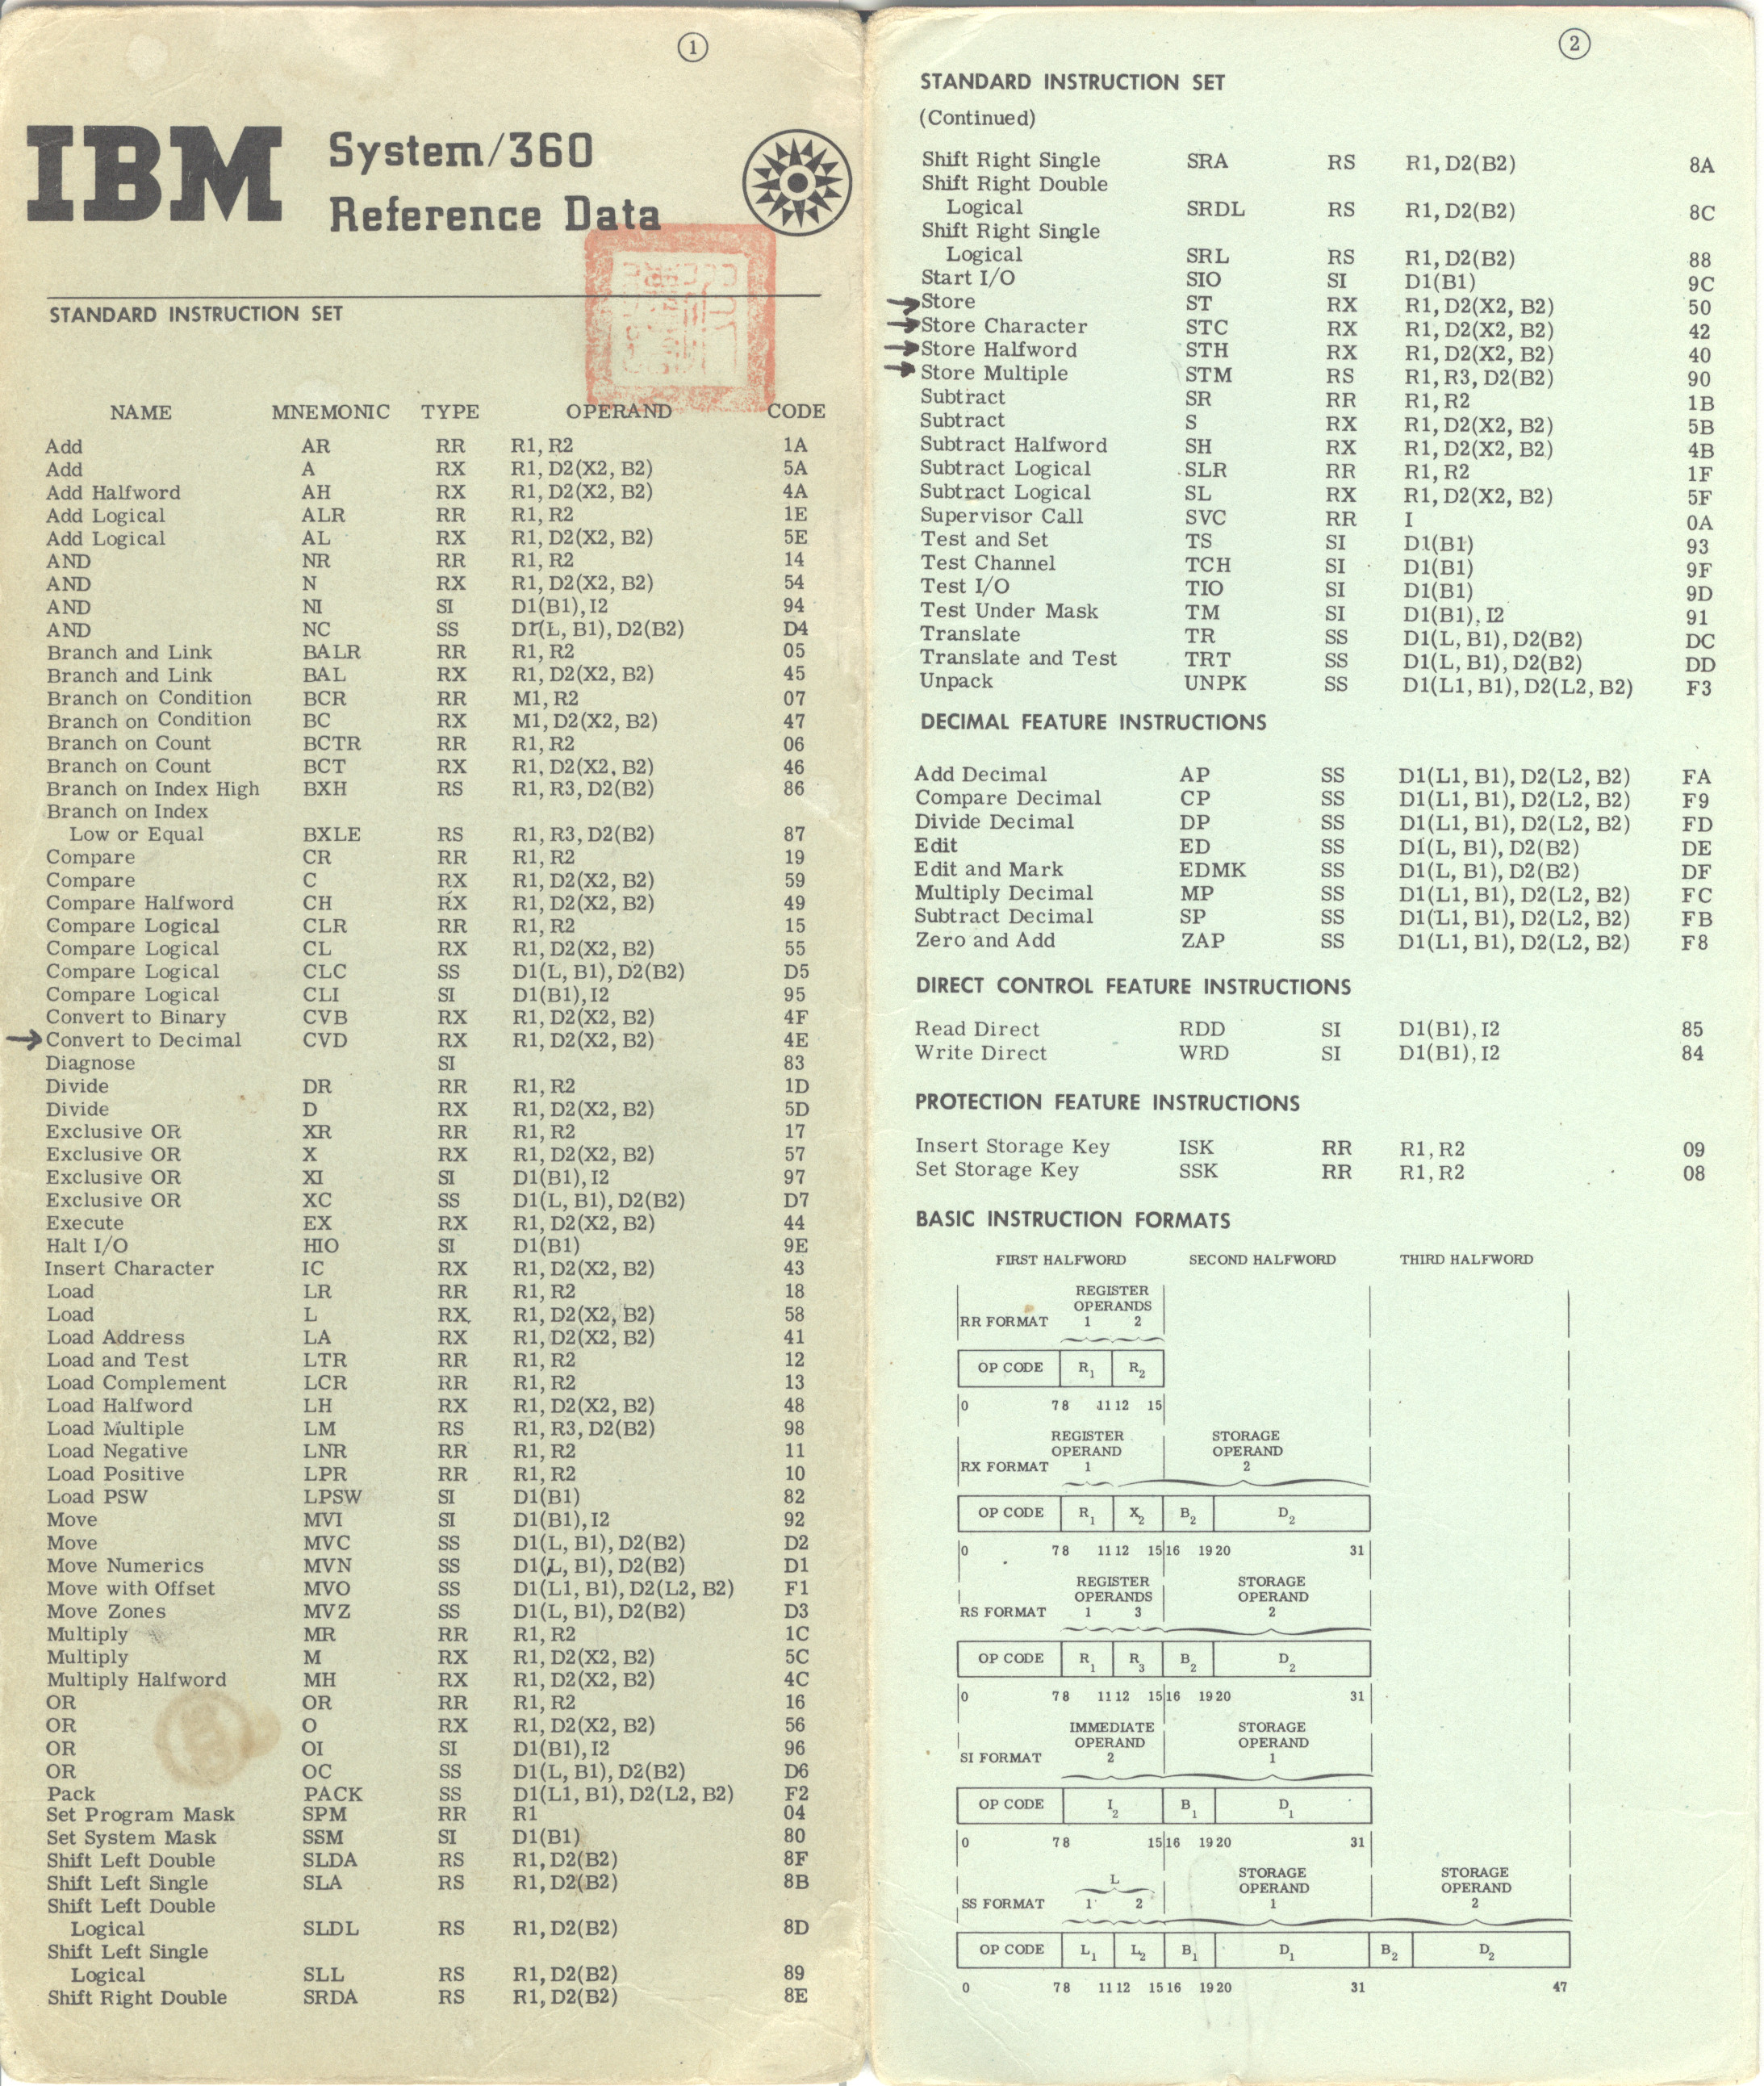 1
IBM System/360
Reference Data
STANDARD INSTRUCTION SET
NAME MNEMONIC TYPE OPERAND CODE
Add AR RR R1, R2 1A
Add A RX R1, D2(X2, B2) 5A
Add Halfword AH RX R1, D2(X2, B2) 4A
Add Logical ALR RR R1, R2 1E
Add Logical AL RX R1, D2(X2, B2) 5E
AND NR RR R1, R2 14
AND N RX R1, D2(X2, B2) 54
AND NI SI D1(B1), I2 94
AND NC SS D1(L, B1), D2(B2) D4
Branch and Link BALR RR R1, R2 05
Branch and Link BAL RX R1, D2(X2, B2) 45
Branch on Condition BCR RR M1, R2 07
Branch on Condition BC RX M1, D2(X2, B2) 47
Branch on Count BCTR RR R1, R2 06
Branch on Count BCT RX R1, D2(X2, B2) 46
Branch on Index High BXH RS R1, R3, D2(B2) 86
Branch on Index
Low or Equal BXLE RS R1, R3, D2(B2) 87
Compare CR RR R1, R2 19
Compare C RX R1, D2(X2, B2) 59
Compare Halfword CH RX R1, D2(X2, B2) 49
Compare Logical CLR RR R1, R2 15
Compare Logical CL RX R1, D2(X2, B2) 55
Compare Logical CLC SS D1(L, B1), D2(B2) D5
Compare Logical CLI SI D1(B1), I2 95
Convert to Binary CVB RX R1, D2(X2, B2) 4F
→Convert to Decimal CVD RX R1, D2(X2, B2) 4E
Diagnose SI 83
Divide DR RR R1, R2 1D
Divide D RX R1, D2(X2, B2) 5D
Exclusive OR XR RR R1, R2 17
Exclusive OR X RX R1, D2(X2, B2) 57
Exclusive OR XI SI D1(B1), I2 97
Exclusive OR XC SS D1(L, B1), D2(B2) D7
Execute EX RX R1, D2(X2, B2) 44
Halt I/O HIO SI D1(B1) 9E
Insert Character IC RX R1, D2(X2, B2) 43
Load LR RR R1, R2 18
Load L RX R1, D2(X2, B2) 58
Load Address LA RX R1, D2(X2, B2) 41
Load and Test LTR RR R1, R2 12
Load Complement LCR RR R1, R2 13
Load Halfword LH RX R1, D2(X2, B2) 48
Load Multiple LM RS R1, R3, D2(B2) 98
Load Negative LNR RR R1, R2 11
Load Positive LPR RR R1, R2 10
Load PSW LPSW SI D1(B1) 82
Move MVI SI D1(B1), I2 92
Move MVC SS D1(L, B1), D2(B2) D2
Move Numerics MVN SS D1(L, B1), D2(B2) D1
Move with Offset MVO SS D1(L1, B1), D2(L2, B2) F1
Move Zones MVZ SS D1(L, B1), D2(B2) D3
Multiply MR RR R1, R2 1C
Multiply M RX R1, D2(X2, B2) 5C
Multiply Halfword MH RX R1, D2(X2, B2) 4C
OR OR RR R1, R2 16
OR O RX R1, D2(X2, B2) 56
OR OI SI D1(B1), I2 96
OR OC SS D1(L, B1), D2(B2) D6
Pack PACK SS D1(L1, B1), D2(L2, B2) F2
Set Program Mask SPM RR R1 04
Set System Mask SSM SI D1(B1) 80
Shift Left Double SLDA RS R1, D2(B2) 8F
Shift Left Single SLA RS R1, D2(B2) 8B
Shift Left Double
Logical SLDL RS R1, D2(B2) 8D
Shift Left Single
Logical SLL RS R1, D2(B2) 89
Shift Right Double SRDA RS R1, D2(B2) 8E
2
STANDARD INSTRUCTION SET
(Continued)
Shift Right Single SRA RS R1, D2(B2) 8A
Shift Right Double
Logical SRDL RS R1, D2(B2) 8C
Shift Right Single
Logical SRL RS R1, D2(B2) 88
Start I/O SIO SI D1(B1) 9C
→Store ST RX R1, D2(X2, B2) 50
→Store Character STC RX R1, D2(X2, B2) 42
→Store Halfword STH RX R1, D2(X2, B2) 40
→Store Multiple STM RS R1, R3, D2(B2) 90
Subtract SR RR R1, R2 1B
Subtract S RX R1, D2(X2, B2) 5B
Subtract Halfword SH RX R1, D2(X2, B2) 4B
Subtract Logical SLR RR R1, R2 1F
Subtract Logical SL RX R1, D2(X2, B2) 5F
Supervisor Call SVC RR I 0A
Test and Set TS SI D1(B1) 93
Test Channel TCH SI D1(B1) 9F
Test I/O TIO SI D1(B1) 9D
Test Under Mask TM SI D1(B1), I2 91
Translate TR SS D1(L, B1), D2(B2) DC
Translate and Test TRT SS D1(L, B1), D2(B2) DD
Unpack UNPK SS D1(L1, B1), D2(L2, B2) F3
DECIMAL FEATURE INSTRUCTIONS
Add Decimal AP SS D1(L1, B1), D2(L2, B2) FA
Compare Decimal CP SS D1(L1, B1), D2(L2, B2) F9
Divide Decimal DP SS D1(L1, B1), D2(L2, B2) FD
Edit ED SS D1(L, B1), D2(B2) DE
Edit and Mark EDMK SS D1(L, B1), D2(B2) DF
Multiply Decimal MP SS D1(L1, B1), D2(L2, B2) FC
Subtract Decimal SP SS D1(L1, B1), D2(L2, B2) FB
Zero and Add ZAP SS D1(L1, B1), D2(L2, B2) F8
DIRECT CONTROL FEATURE INSTRUCTIONS
Read Direct RDD SI D1(B1), I2 85
Write Direct WRD SI D1(B1), I2 84
PROTECTION FEATURE INSTRUCTIONS
Insert Storage Key ISK RR R1, R2 09
Set Storage Key SSK RR R1, R2 08
BASIC INSTRUCTION FORMATS
FIRST HALFWORD SECOND HALFWORD THIRD HALFWORD
REGISTER
OPERANDS
RR FORMAT 1 2
OP CODE R1 R2
0 7 8 11 12 15
REGISTER STORAGE
OPERAND OPERAND
RX FORMAT 1 2
OP CODE R1 X2 B2 D2
0 7 8 11 12 15 16 19 20 31
REGISTER STORAGE
OPERANDS OPERAND
RS FORMAT 1 3 2
OP CODE R1 R3 B2 D2
0 7 8 11 12 15 16 19 20 31
IMMEDIATE STORAGE
OPERAND OPERAND
SI FORMAT 2 1
OP CODE I2 B1 D1
0 7 8 15 16 19 20 31
L STORAGE STORAGE
OPERAND OPERAND
SS FORMAT 1 2 1 2
OP CODE L1 L2 B1 D1 B2 D2
0 7 8 11 12 15 16 19 20 31 47